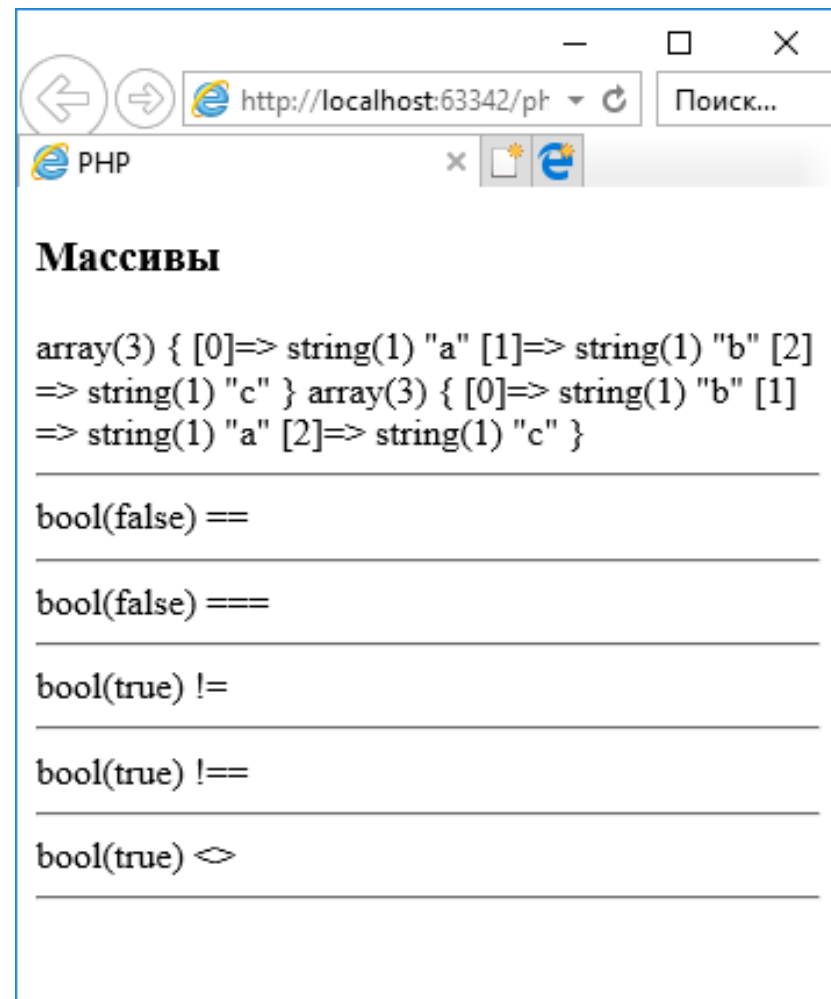 http://localhost:63342/ph
Поиск...
PHP
Массивы
array(3) { [0]=> string(1) "a" [1]=> string(1) "b" [2]
=> string(1) "c" } array(3) { [0]=> string(1) "b" [1]
=> string(1) "a" [2]=> string(1) "c" }
bool(false) ==
bool(false) ===
bool(true) !=
bool(true) !==
bool(true) <>